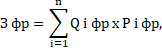 З фр = n ∑ i=1 Q i фр x P i фр,